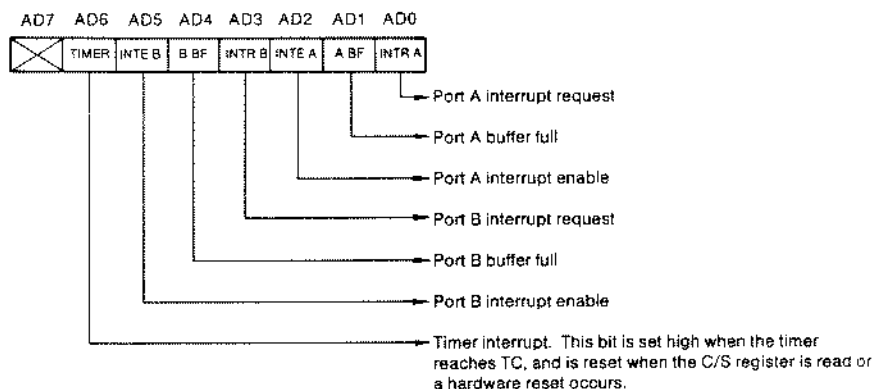 AD7 AD6 AD5 AD4 AD3 AD2 AD1 AD0
TIMER INTE B B BF INTR B INTE A A BF INTR A
Port A interrupt request
Port A buffer full
Port A interrupt enable
Port B interrupt request
Port B buffer full
Port B interrupt enable
Timer interrupt. This bit is set high when the timer
reaches TC, and is reset when the C/S register is read or
a hardware reset occurs.